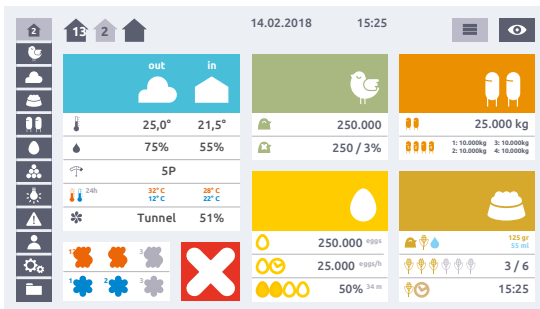 2 13 2 14.02.2018 15:25
out in
25,0° 21,5°
75% 55%
5P
24h 32°C 28°C
12°C 22°C
Tunnel 51%
250.000
250 / 3%
25.000 kg
1: 10.000kg 3: 10.000kg
2: 10.000kg 4: 10.000kg
250.000 eggs
25.000 eggs/h
50% 34 m
125 gr
55 ml
3 / 6
15:25
12 3
1 2 3